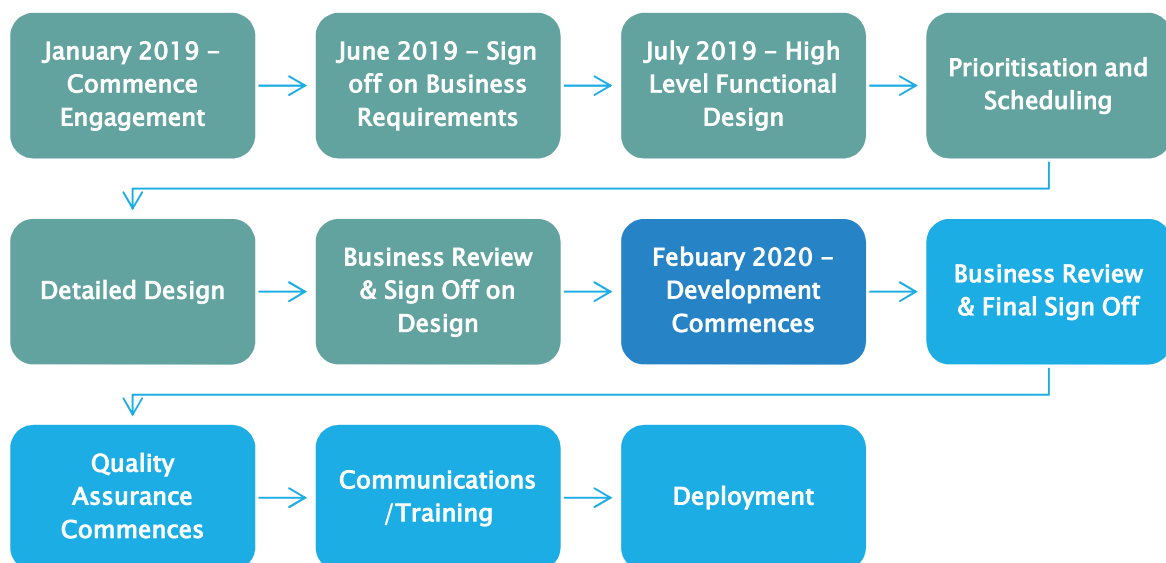 January 2019 –
Commence
Engagement
June 2019 – Sign
off on Business
Requirements
July 2019 – High
Level Functional
Design
Prioritisation and
Scheduling
Detailed Design
Business Review
& Sign Off on
Design
Febuary 2020 –
Development
Commences
Business Review
& Final Sign Off
Quality
Assurance
Commences
Communications
/Training
Deployment